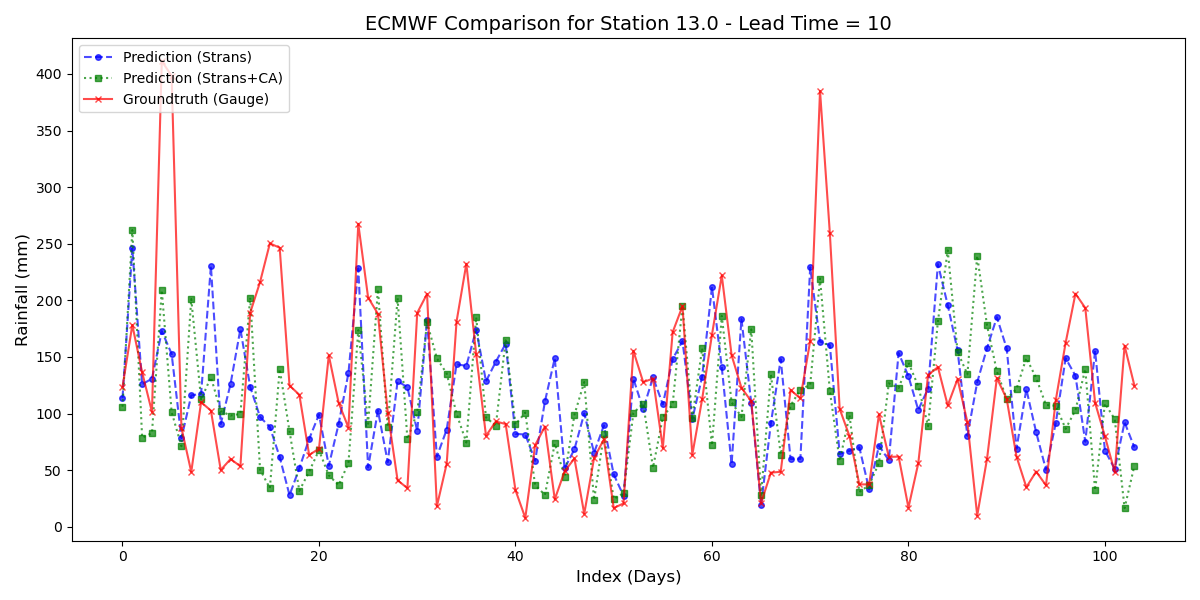 ECMWF Comparison for Station 13.0 - Lead Time = 10
Prediction (Strans)
Prediction (Strans+CA)
Groundtruth (Gauge)
Rainfall (mm)
400
350
300
250
200
150
100
50
0
0 20 40 60 80 100
Index (Days)